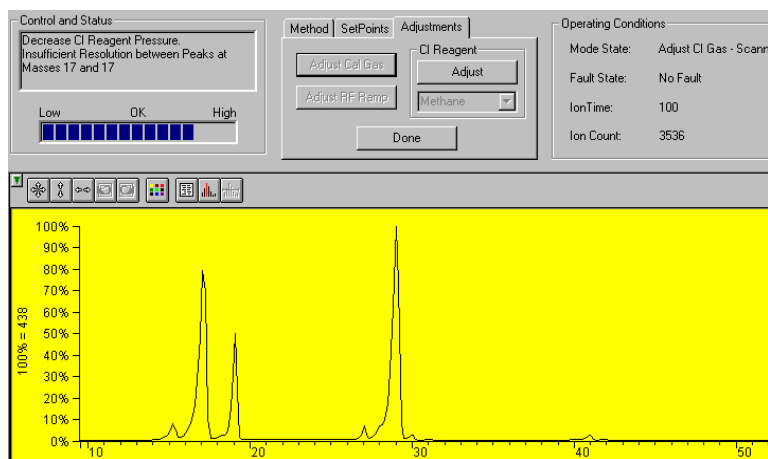 Control and Status
Decrease CI Reagent Pressure.
Insufficient Resolution between Peaks at
Masses 17 and 17
Low OK High
Method SetPoints Adjustments
Adjust Cal Gas
Adjust RF Ramp
CI Reagent
Adjust
Methane
Done
Operating Conditions
Mode State: Adjust CI Gas - Scann
Fault State: No Fault
IonTime: 100
Ion Count: 3536
100%
90%
80%
70%
60%
50%
40%
30%
20%
10%
0%
100% = 438
10 20 30 40 50